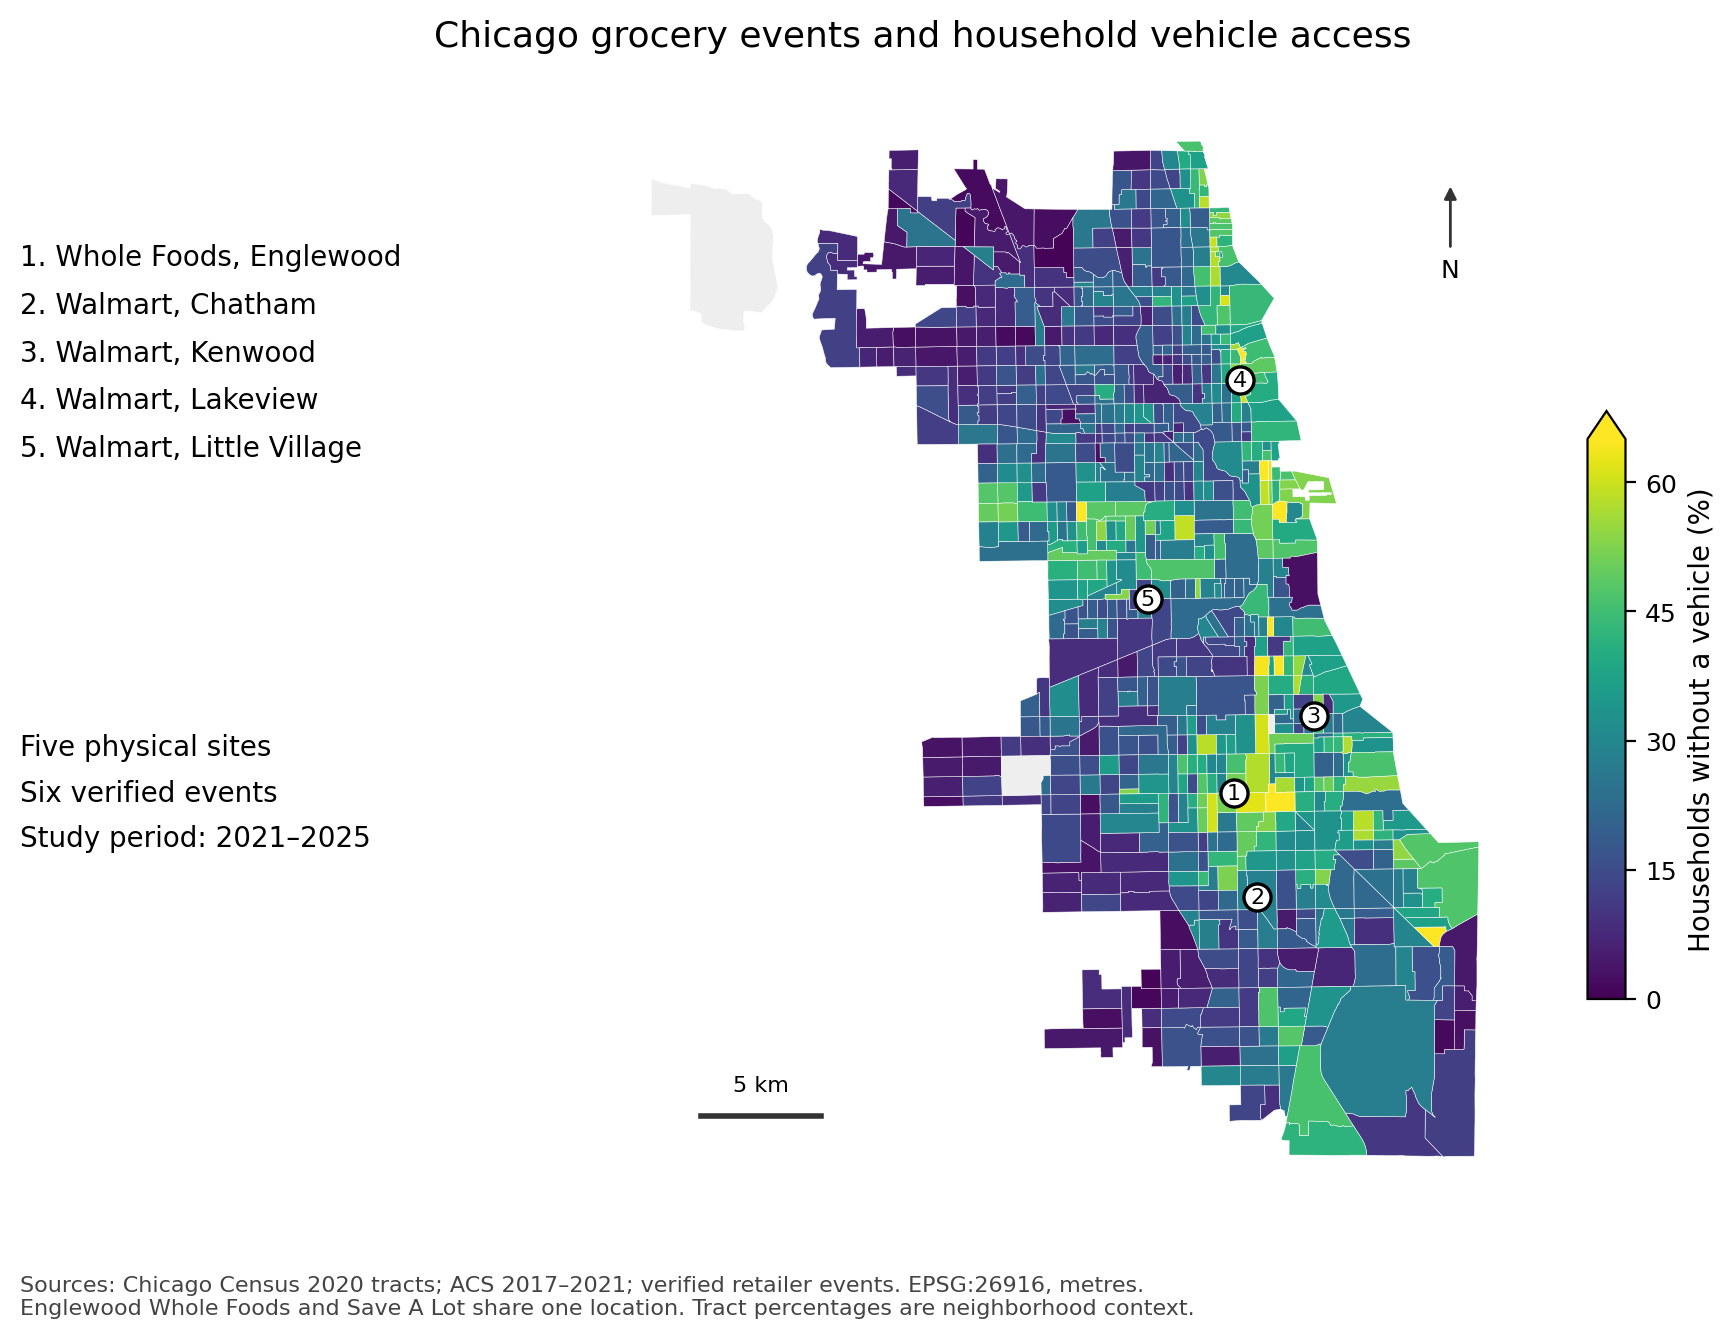 Chicago grocery events and household vehicle access
1. Whole Foods, Englewood
2. Walmart, Chatham
3. Walmart, Kenwood
4. Walmart, Lakeview
5. Walmart, Little Village
Five physical sites
Six verified events
Study period: 2021–2025
N
4
5
3
1
2
5 km
60
45
30
15
0
Households without a vehicle (%)
Sources: Chicago Census 2020 tracts; ACS 2017–2021; verified retailer events. EPSG:26916, metres.
Englewood Whole Foods and Save A Lot share one location. Tract percentages are neighborhood context.